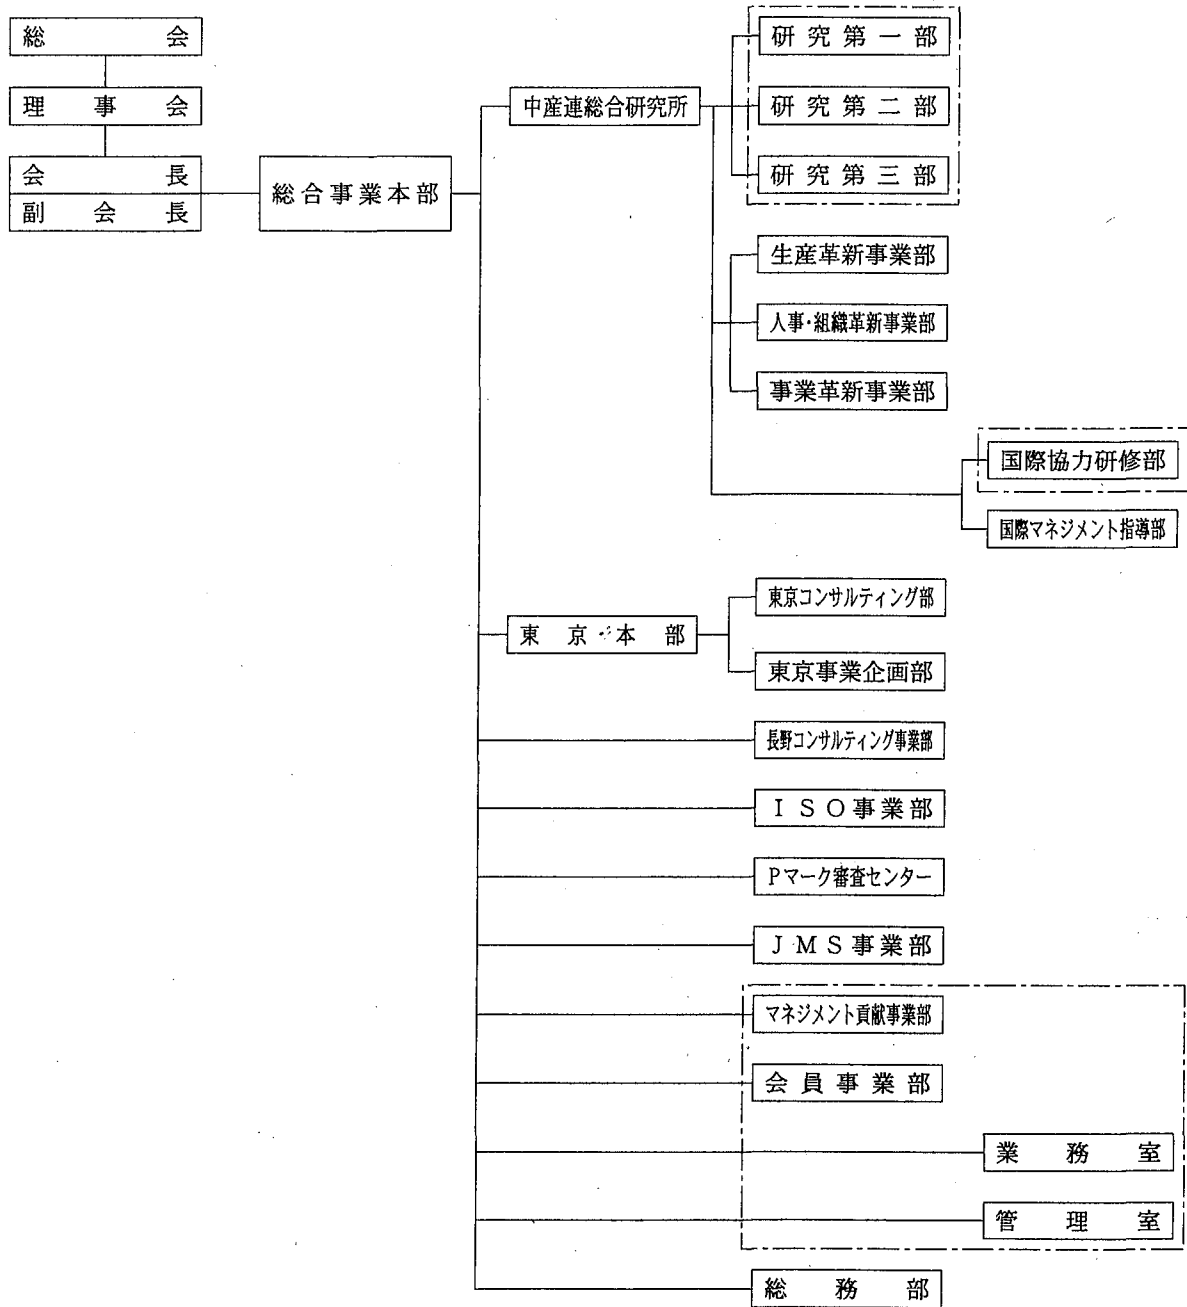 総会
理事会
会長
副会長
総合事業本部
中産連総合研究所
研究第一部
研究第二部
研究第三部
生産革新事業部
人事・組織革新事業部
事業革新事業部
国際協力研修部
国際マネジメント指導部
東京本部
東京コンサルティング部
東京事業企画部
長野コンサルティング事業部
ISO事業部
Pマーク審査センター
JMS事業部
マネジメント貢献事業部
会員事業部
業務室
管理室
総務部